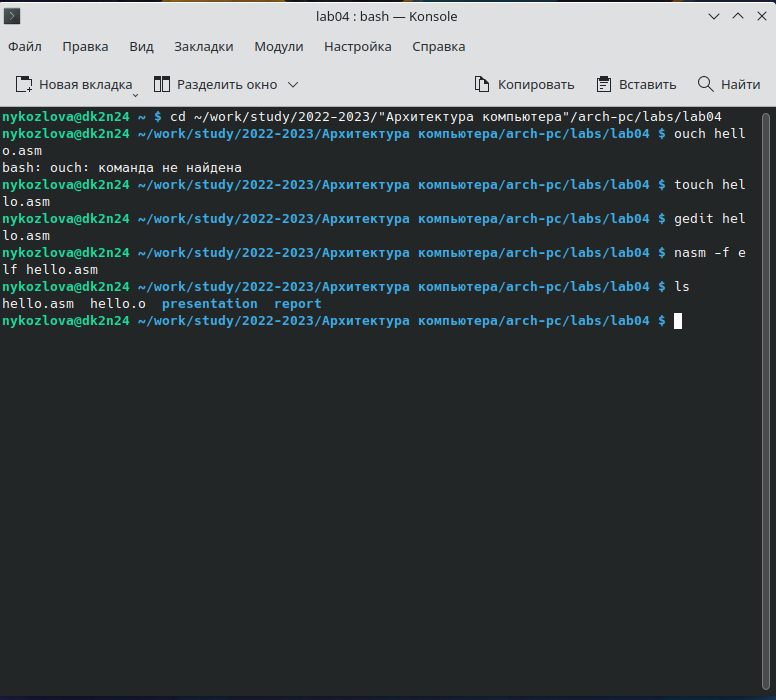 lab04 : bash — Konsole
Файл Правка Вид Закладки Модули Настройка Справка
Новая вкладка Разделить окно Копировать Вставить Найти
nykozlova@dk2n24 ~ $ cd ~/work/study/2022-2023/"Архитектура компьютера"/arch-pc/labs/lab04
nykozlova@dk2n24 ~/work/study/2022-2023/Архитектура компьютера/arch-pc/labs/lab04 $ ouch hell
o.asm
bash: ouch: команда не найдена
nykozlova@dk2n24 ~/work/study/2022-2023/Архитектура компьютера/arch-pc/labs/lab04 $ touch hel
lo.asm
nykozlova@dk2n24 ~/work/study/2022-2023/Архитектура компьютера/arch-pc/labs/lab04 $ gedit hel
lo.asm
nykozlova@dk2n24 ~/work/study/2022-2023/Архитектура компьютера/arch-pc/labs/lab04 $ nasm -f e
lf hello.asm
nykozlova@dk2n24 ~/work/study/2022-2023/Архитектура компьютера/arch-pc/labs/lab04 $ ls
hello.asm hello.o presentation report
nykozlova@dk2n24 ~/work/study/2022-2023/Архитектура компьютера/arch-pc/labs/lab04 $